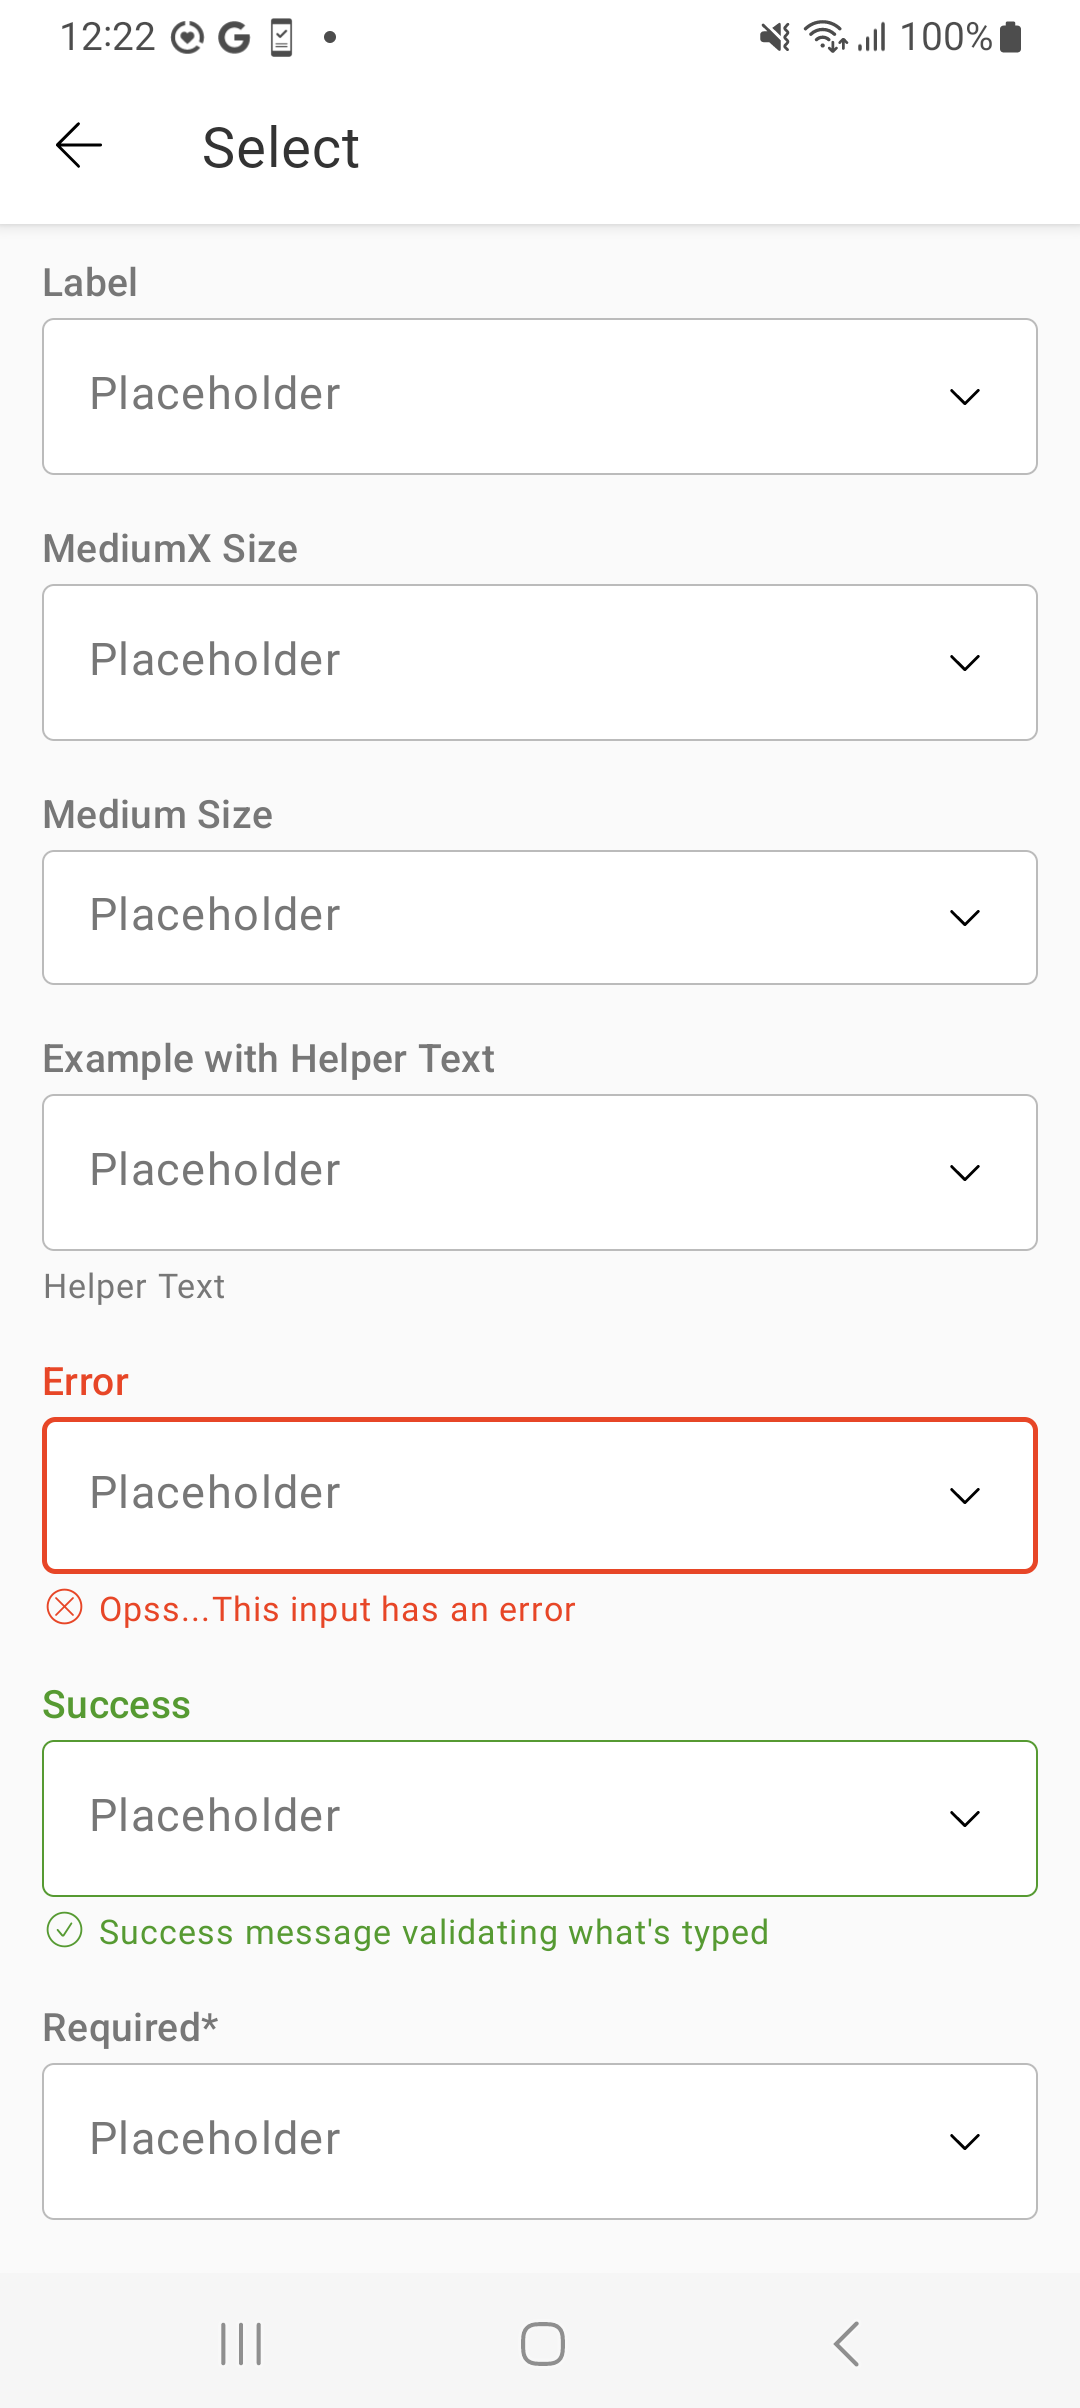 12:22 100%
Select
Label
Placeholder
MediumX Size
Placeholder
Medium Size
Placeholder
Example with Helper Text
Placeholder
Helper Text
Error
Placeholder
Opss...This input has an error
Success
Placeholder
Success message validating what's typed
Required*
Placeholder